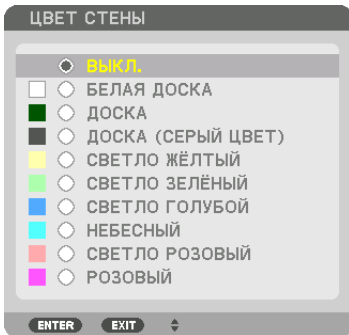 ЦВЕТ СТЕНЫ
ВЫКЛ.
БЕЛАЯ ДОСКА
ДОСКА
ДОСКА (СЕРЫЙ ЦВЕТ)
СВЕТЛО ЖЁЛТЫЙ
СВЕТЛО ЗЕЛЁНЫЙ
СВЕТЛО ГОЛУБОЙ
НЕБЕСНЫЙ
СВЕТЛО РОЗОВЫЙ
РОЗОВЫЙ
ENTER EXIT